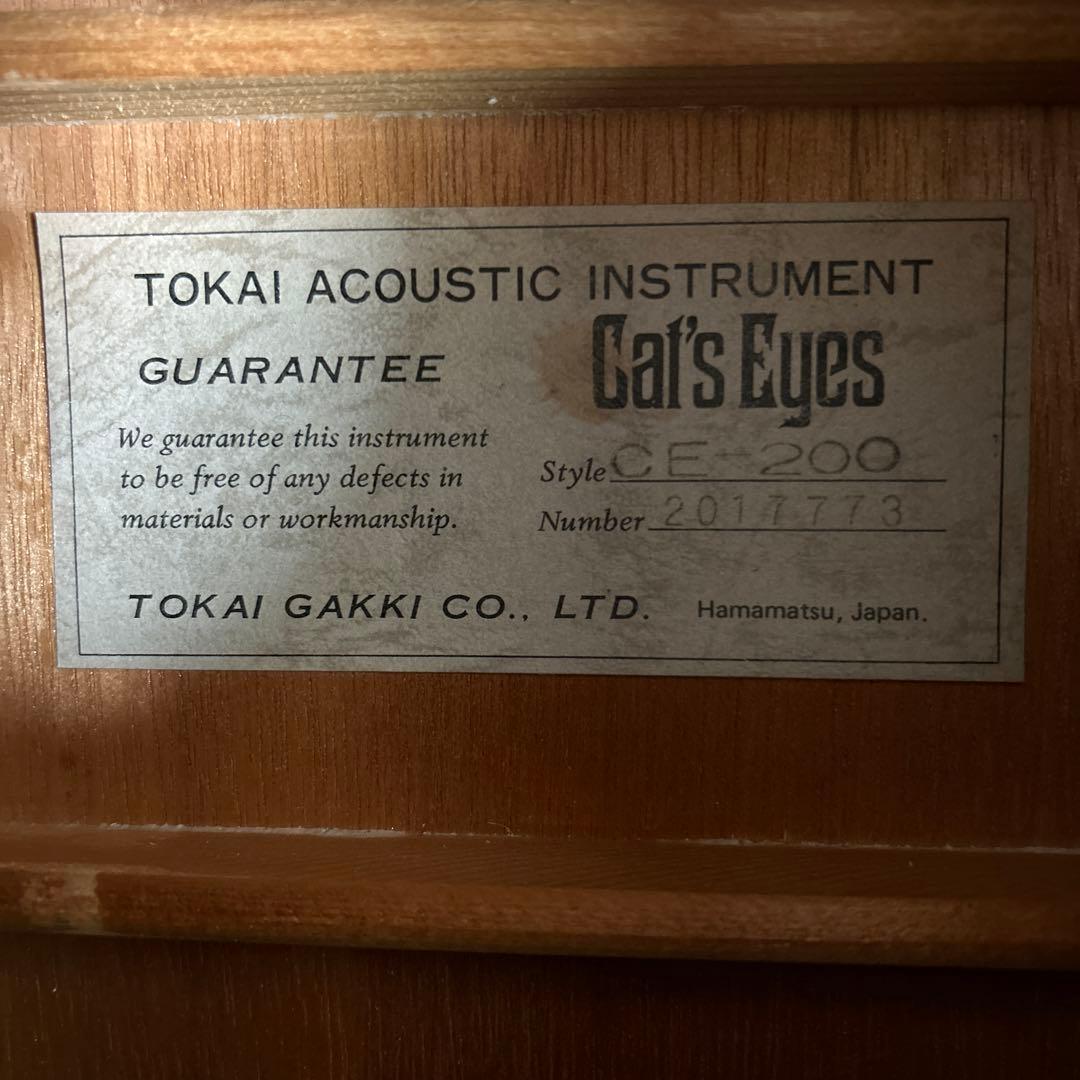 TOKAI ACOUSTIC INSTRUMENT
GUARANTEE
Cat's Eyes
We guarantee this instrument
to be free of any defects in
materials or workmanship.
Style CE-200
Number 2017773
TOKAI GAKKI CO., LTD. Hamamatsu, Japan.